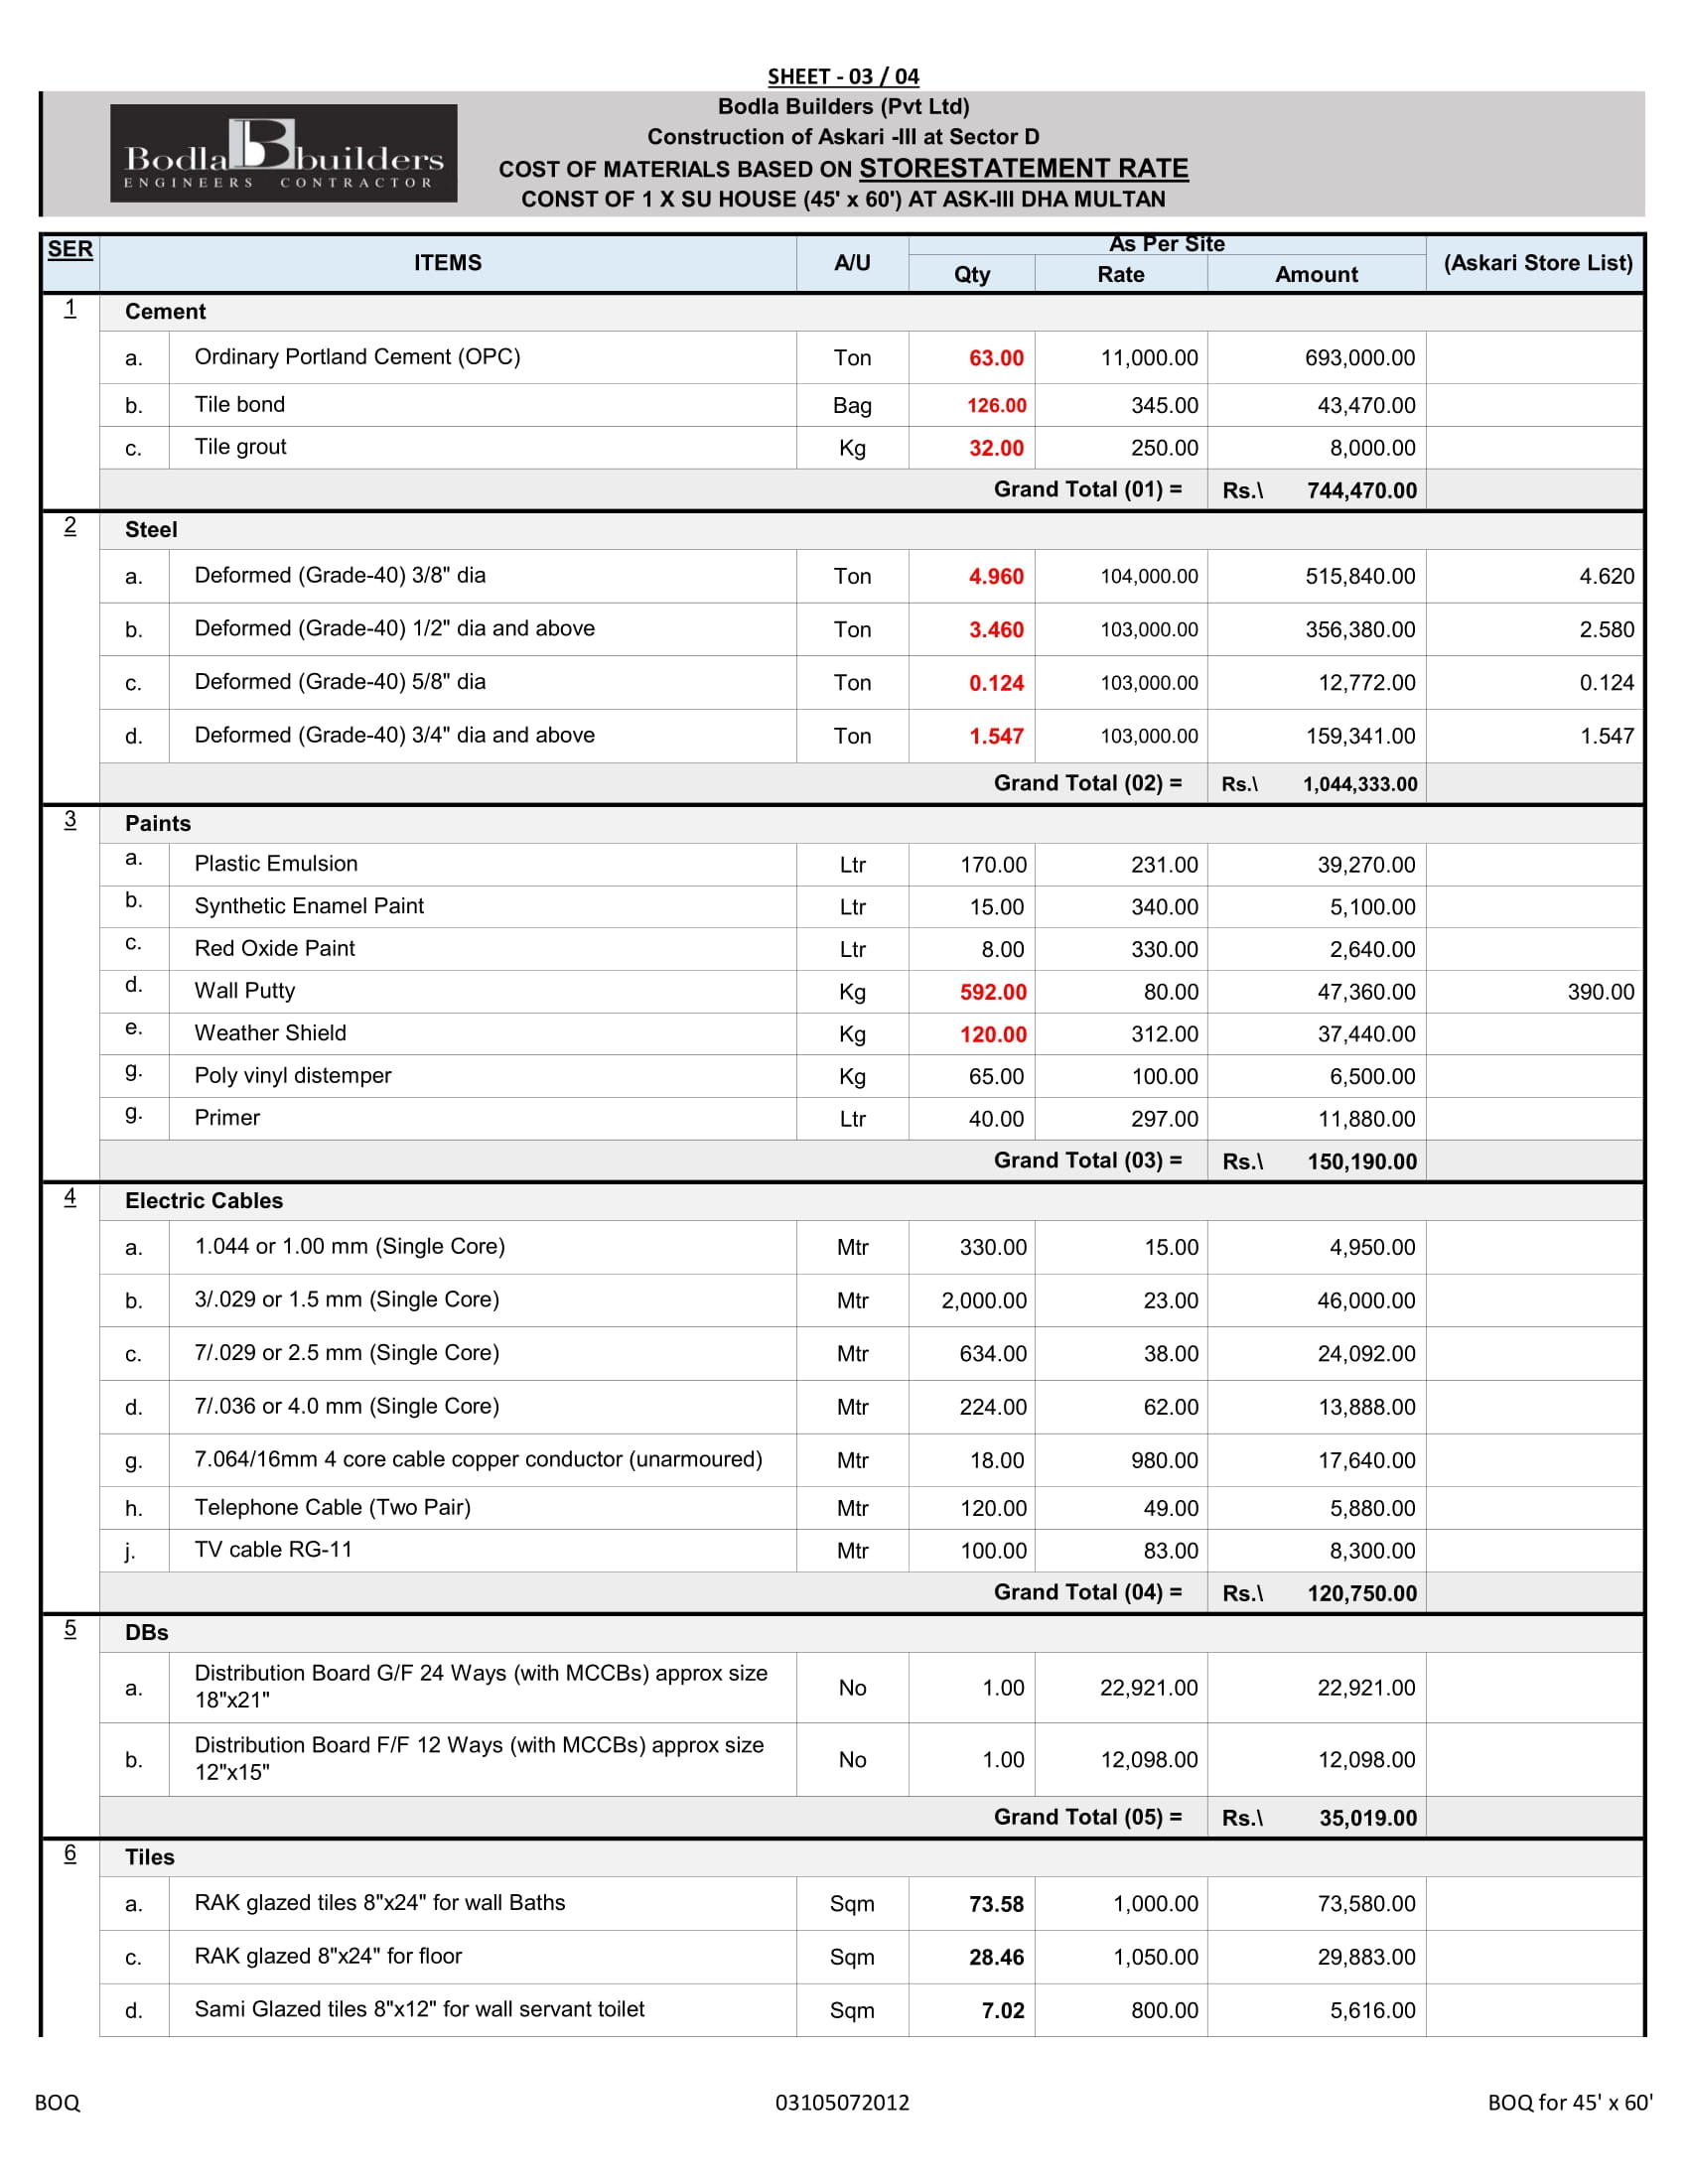 SHEET - 03 / 04
Bodla Builders
ENGINEERS CONTRACTOR
Bodla Builders (Pvt Ltd)
Construction of Askari -III at Sector D
COST OF MATERIALS BASED ON STORESTATEMENT RATE
CONST OF 1 X SU HOUSE (45' x 60') AT ASK-III DHA MULTAN
SER ITEMS A/U As Per Site (Askari Store List)
Qty Rate Amount
1 Cement
a. Ordinary Portland Cement (OPC) Ton 63.00 11,000.00 693,000.00
b. Tile bond Bag 126.00 345.00 43,470.00
c. Tile grout Kg 32.00 250.00 8,000.00
Grand Total (01) = Rs.\ 744,470.00
2 Steel
a. Deformed (Grade-40) 3/8" dia Ton 4.960 104,000.00 515,840.00 4.620
b. Deformed (Grade-40) 1/2" dia and above Ton 3.460 103,000.00 356,380.00 2.580
c. Deformed (Grade-40) 5/8" dia Ton 0.124 103,000.00 12,772.00 0.124
d. Deformed (Grade-40) 3/4" dia and above Ton 1.547 103,000.00 159,341.00 1.547
Grand Total (02) = Rs.\ 1,044,333.00
3 Paints
a. Plastic Emulsion Ltr 170.00 231.00 39,270.00
b. Synthetic Enamel Paint Ltr 15.00 340.00 5,100.00
c. Red Oxide Paint Ltr 8.00 330.00 2,640.00
d. Wall Putty Kg 592.00 80.00 47,360.00 390.00
e. Weather Shield Kg 120.00 312.00 37,440.00
g. Poly vinyl distemper Kg 65.00 100.00 6,500.00
g. Primer Ltr 40.00 297.00 11,880.00
Grand Total (03) = Rs.\ 150,190.00
4 Electric Cables
a. 1.044 or 1.00 mm (Single Core) Mtr 330.00 15.00 4,950.00
b. 3/.029 or 1.5 mm (Single Core) Mtr 2,000.00 23.00 46,000.00
c. 7/.029 or 2.5 mm (Single Core) Mtr 634.00 38.00 24,092.00
d. 7/.036 or 4.0 mm (Single Core) Mtr 224.00 62.00 13,888.00
g. 7.064/16mm 4 core cable copper conductor (unarmoured) Mtr 18.00 980.00 17,640.00
h. Telephone Cable (Two Pair) Mtr 120.00 49.00 5,880.00
j. TV cable RG-11 Mtr 100.00 83.00 8,300.00
Grand Total (04) = Rs.\ 120,750.00
5 DBs
a. Distribution Board G/F 24 Ways (with MCCBs) approx size
18"x21" No 1.00 22,921.00 22,921.00
b. Distribution Board F/F 12 Ways (with MCCBs) approx size
12"x15" No 1.00 12,098.00 12,098.00
Grand Total (05) = Rs.\ 35,019.00
6 Tiles
a. RAK glazed tiles 8"x24" for wall Baths Sqm 73.58 1,000.00 73,580.00
c. RAK glazed 8"x24" for floor Sqm 28.46 1,050.00 29,883.00
d. Sami Glazed tiles 8"x12" for wall servant toilet Sqm 7.02 800.00 5,616.00
BOQ 03105072012 BOQ for 45' x 60'